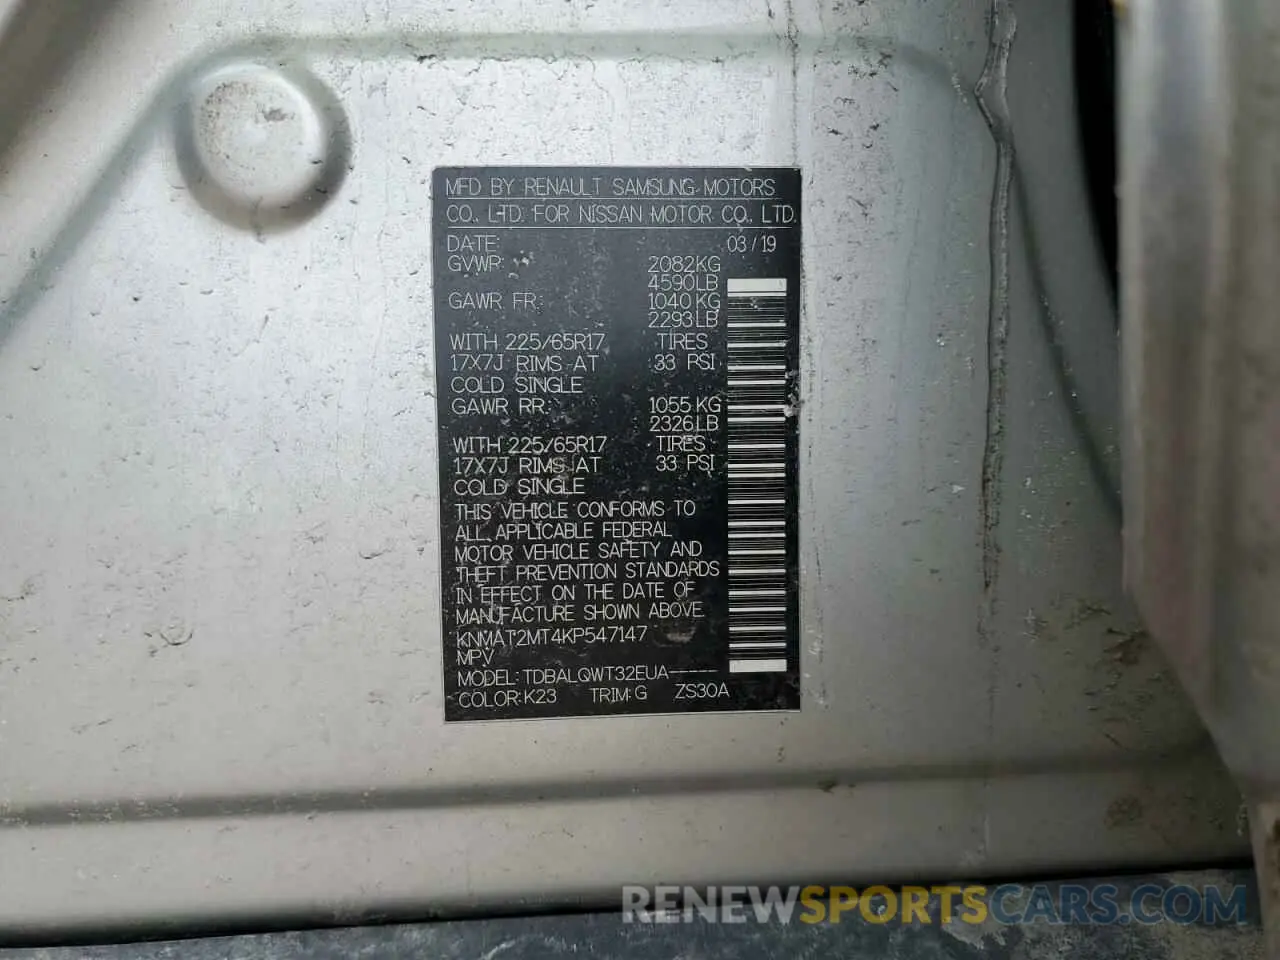 MFD BY RENAULT SAMSUNG MOTORS
CO., LTD. FOR NISSAN MOTOR CO., LTD.
DATE: 03/19
GVWR: 2082KG
4590LB
GAWR FR: 1040KG
2293LB
WITH 225/65R17 TIRES
17X7J RIMS AT 33 PSI
COLD SINGLE
GAWR RR: 1055KG
2326LB
WITH 225/65R17 TIRES
17X7J RIMS AT 33 PSI
COLD SINGLE
THIS VEHICLE CONFORMS TO
ALL APPLICABLE FEDERAL
MOTOR VEHICLE SAFETY AND
THEFT PREVENTION STANDARDS
IN EFFECT ON THE DATE OF
MANUFACTURE SHOWN ABOVE.
KNMAT2MT4KP547147
MPV
MODEL: TDBALQWT32EUA-----
COLOR: K23 TRIM: G ZS30A
RENEWSPORTSCARS.COM